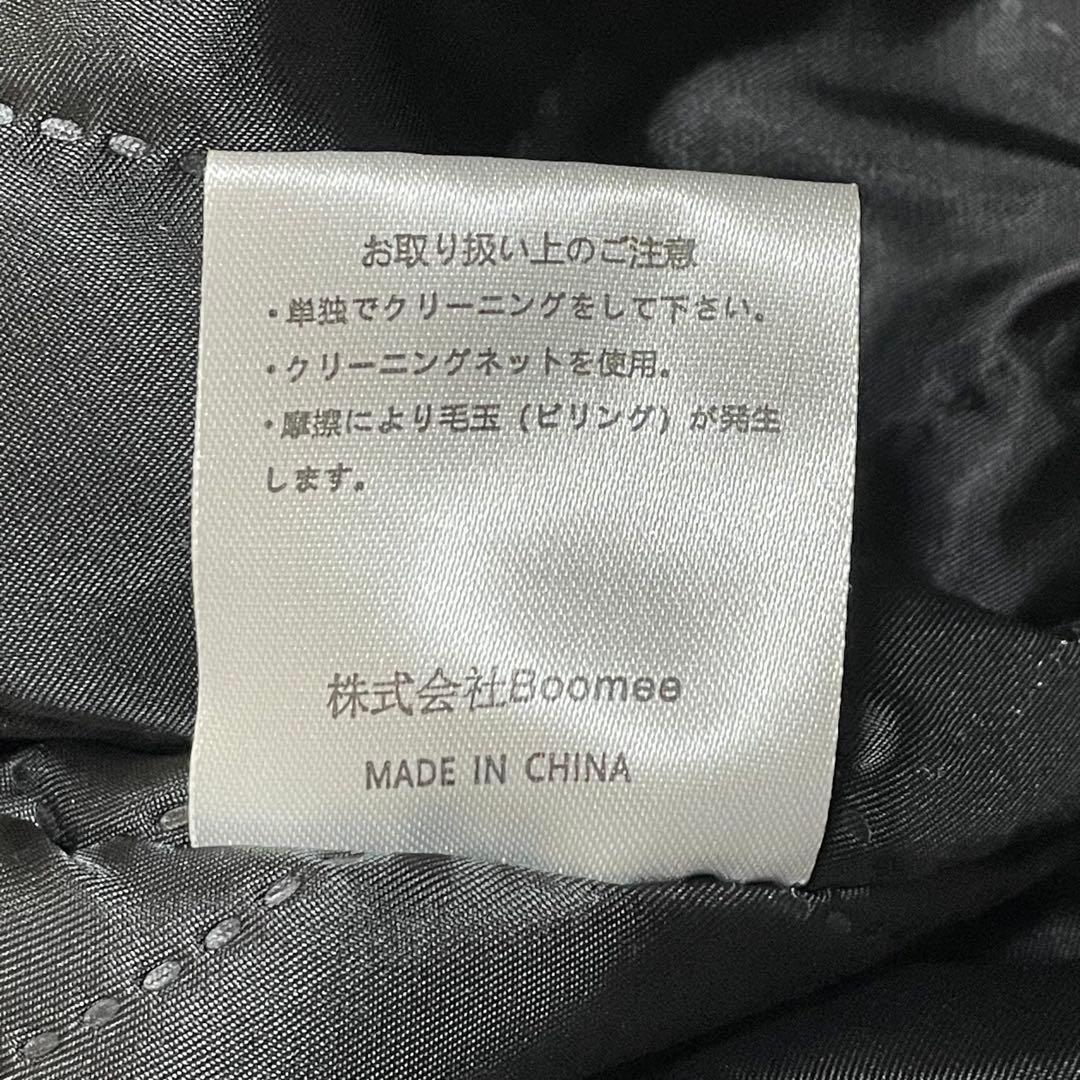 お取り扱い上のご注意
・単独でクリーニングをして下さい。
・クリーニングネットを使用。
・摩擦により毛玉（ピリング）が発生
します。
株式会社Boomee
MADE IN CHINA